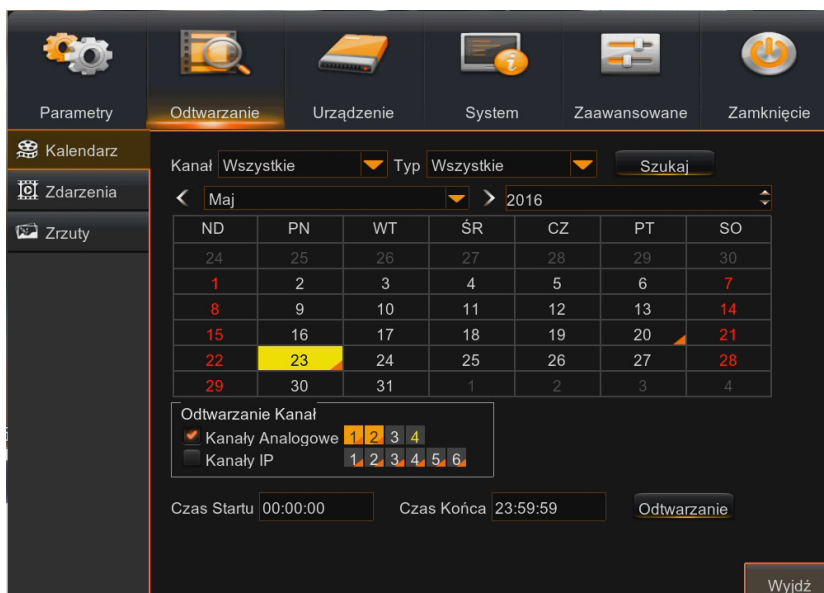 Parametry Odtwarzanie Urządzenie System Zaawansowane Zamknięcie
Kalendarz
Zdarzenia
Zrzuty
Kanał Wszystkie Typ Wszystkie Szukaj
Maj 2016
ND PN WT ŚR CZ PT SO
24 25 26 27 28 29 30
1 2 3 4 5 6 7
8 9 10 11 12 13 14
15 16 17 18 19 20 21
22 23 24 25 26 27 28
29 30 31 1 2 3 4
Odtwarzanie Kanał
Kanały Analogowe 1 2 3 4
Kanały IP 1 2 3 4 5 6
Czas Startu 00:00:00 Czas Końca 23:59:59 Odtwarzanie
Wyjdź